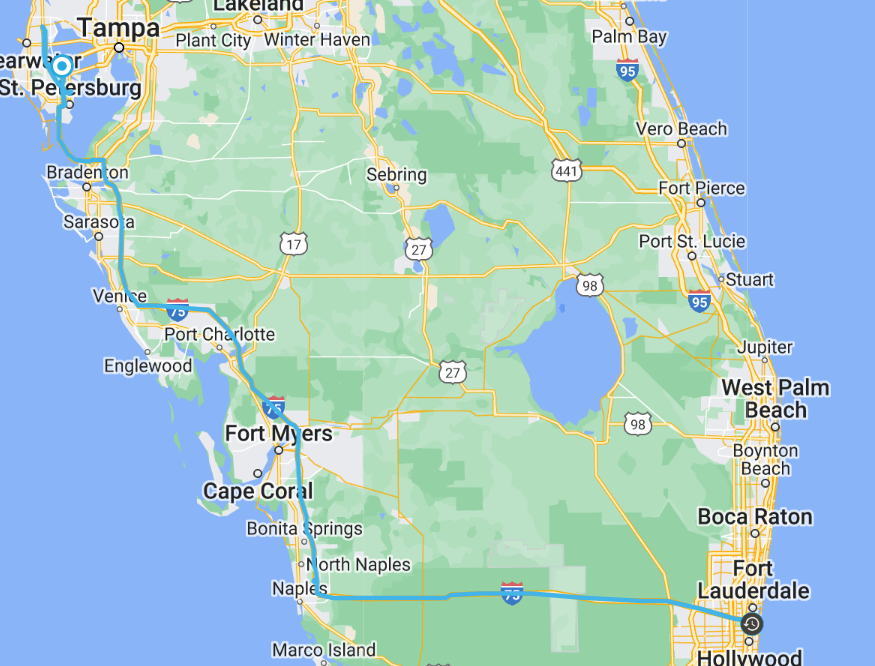 Lakeland
Tampa
Plant City
Winter Haven
Palm Bay
earwater
95
St. Petersburg
Vero Beach
441
Bradenton
Sebring
Fort Pierce
Sarasota
17
27
Port St. Lucie
98
Stuart
Venice
75
95
Port Charlotte
Jupiter
Englewood
27
West Palm
Beach
75
98
Fort Myers
Boynton
Beach
Cape Coral
Boca Raton
Bonita Springs
North Naples
Fort
Lauderdale
Naples
75
Marco Island
Hollywood